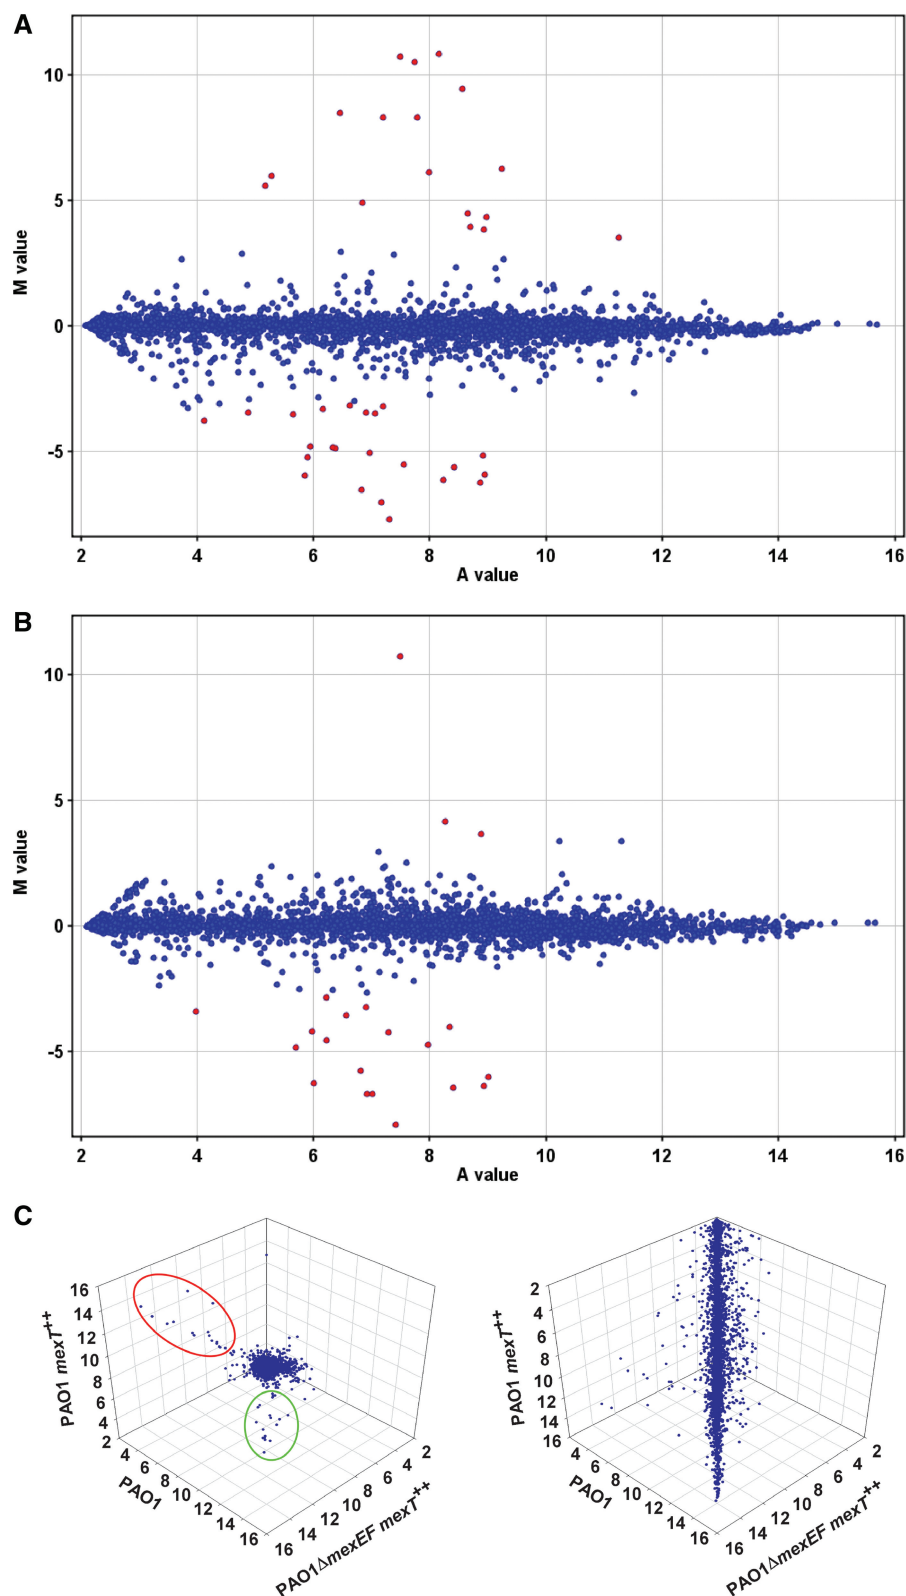 A
10
5
0
-5
M value
2 4 6 8 10 12 14 16
A value
B
10
5
0
-5
M value
2 4 6 8 10 12 14 16
A value
C
16
14
12
10
8
6
4
2
PAO1 mexT++
4 6 8 10 12 14 16
PAO1
16 14 12 10 8 6 4 2
PAO1ΔmexEF mexT++
2
4
6
8
10
12
14
16
PAO1 mexT++
4 6 8 10 12 14 16
PAO1
16 14 12 10 8 6 4 2
PAO1ΔmexEF mexT++